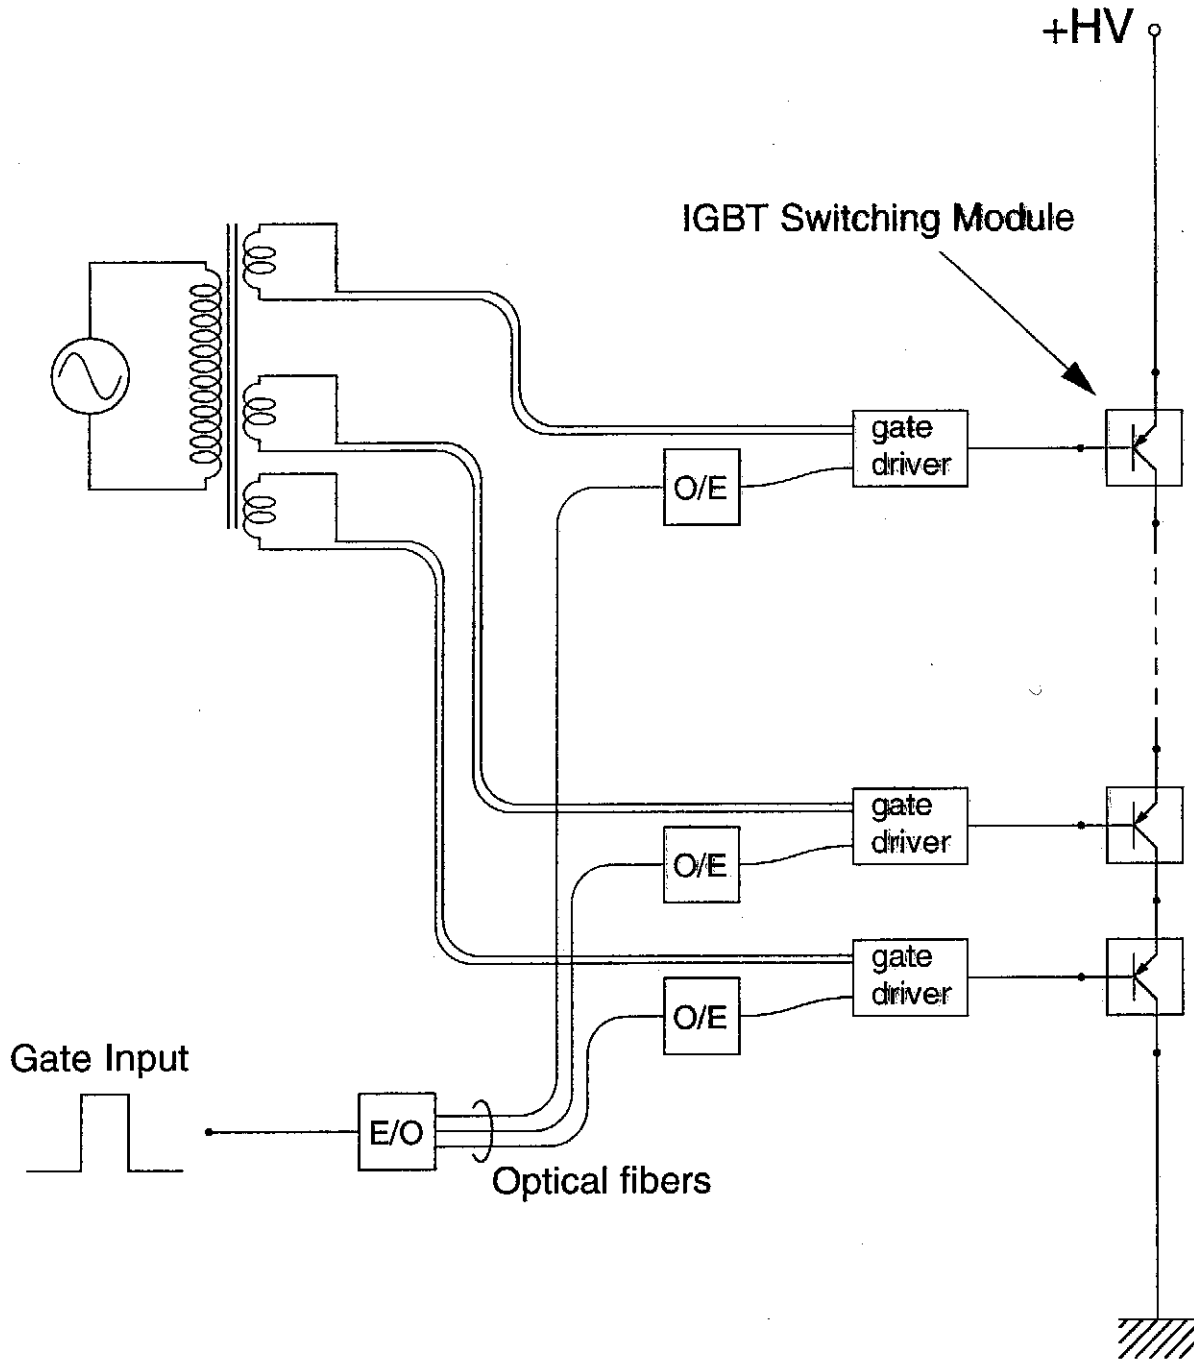 +HV
IGBT Switching Module
gate
driver
O/E
gate
driver
O/E
gate
driver
O/E
Gate Input
E/O
Optical fibers